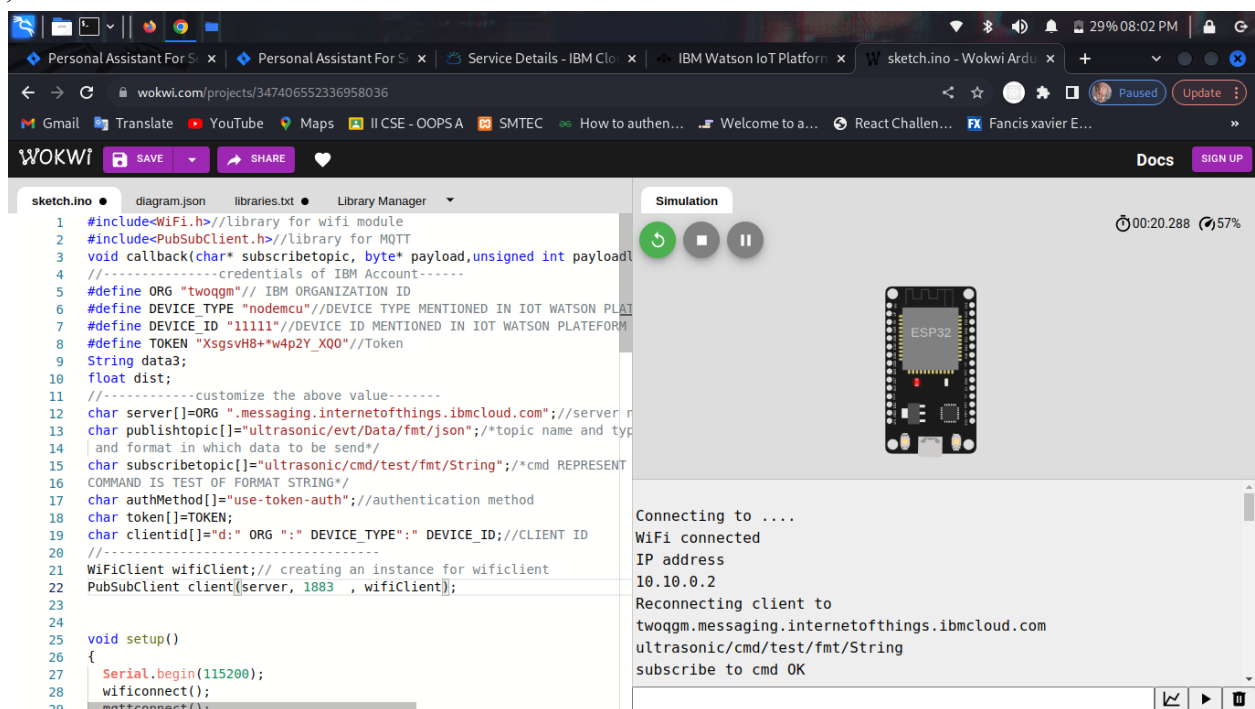 29% 08:02 PM
Personal Assistant For Se
Personal Assistant For Se
Service Details - IBM Clou
IBM Watson IoT Platform
sketch.ino - Wokwi Ardu
wokwi.com/projects/347406552336958036
Paused
Update
Gmail
Translate
YouTube
Maps
II CSE - OOPS A
SMTEC
How to authen...
Welcome to a...
React Challen...
Fancis xavier E...
WOKWi
SAVE
SHARE
Docs
SIGN UP
sketch.ino
diagram.json
libraries.txt
Library Manager
1 #include<WiFi.h>//library for wifi module
2 #include<PubSubClient.h>//library for MQTT
3 void callback(char* subscribetopic, byte* payload,unsigned int payloadl
4 //---------------credentials of IBM Account------
5 #define ORG "twoqgm"// IBM ORGANIZATION ID
6 #define DEVICE_TYPE "nodemcu"//DEVICE TYPE MENTIONED IN IOT WATSON PLAT
7 #define DEVICE_ID "11111"//DEVICE ID MENTIONED IN IOT WATSON PLATEFORM
8 #define TOKEN "XsgsvH8+*w4p2Y_XQO"//Token
9 String data3;
10 float dist;
11 //------------customize the above value-------
12 char server[]=ORG ".messaging.internetofthings.ibmcloud.com";//server n
13 char publishtopic[]="ultrasonic/evt/Data/fmt/json";/*topic name and typ
14 and format in which data to be send*/
15 char subscribetopic[]="ultrasonic/cmd/test/fmt/String";/*cmd REPRESENT
16 COMMAND IS TEST OF FORMAT STRING*/
17 char authMethod[]="use-token-auth";//authentication method
18 char token[]=TOKEN;
19 char clientid[]="d:" ORG ":" DEVICE_TYPE":" DEVICE_ID;//CLIENT ID
20 //--------------------------------------
21 WiFiClient wifiClient;// creating an instance for wificlient
22 PubSubClient client(server, 1883 , wifiClient);
23
24
25 void setup()
26 {
27 Serial.begin(115200);
28 wificonnect();
29 mqttconnect();
Simulation
00:20.288 57%
ESP32
Connecting to ....
WiFi connected
IP address
10.10.0.2
Reconnecting client to
twoqgm.messaging.internetofthings.ibmcloud.com
ultrasonic/cmd/test/fmt/String
subscribe to cmd OK